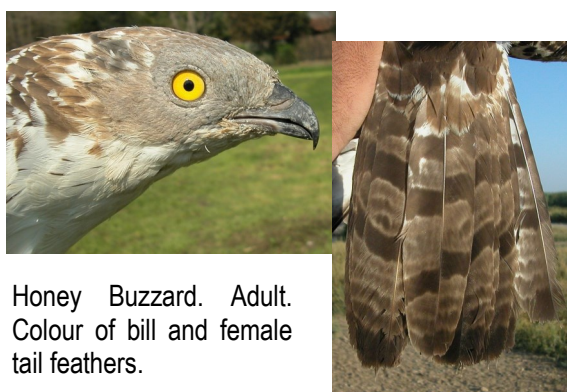 Honey Buzzard. Adult.
Colour of bill and female
tail feathers.